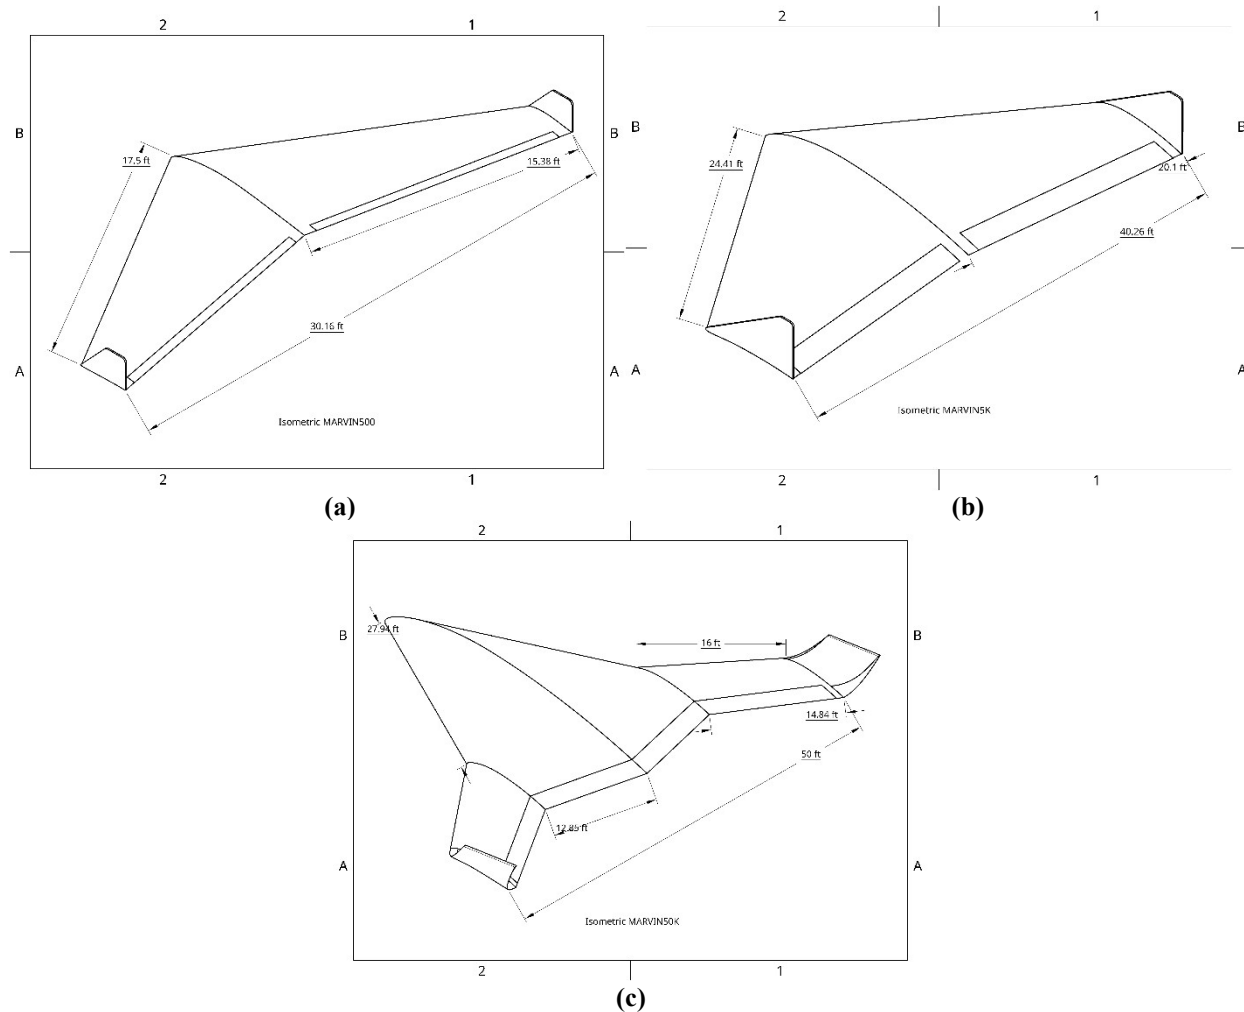 2 1
2 1
B B B B
17.5 ft
15.38 ft
24.41 ft
20.1 ft
40.26 ft
30.16 ft
A A A A
Isometric MARVIN500
Isometric MARVIN5K
2 1
2 1
(a) (b)
2 1
B B
27.94 ft
16 ft
14.84 ft
50 ft
12.85 ft
A A
Isometric MARVIN50K
2 1
(c)